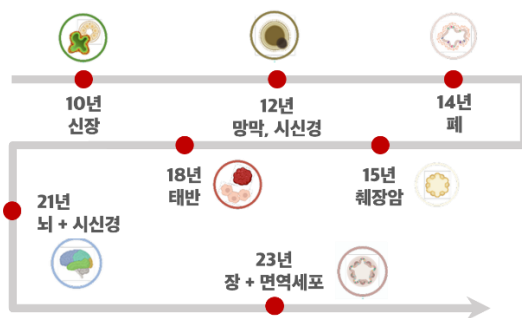 10년
신장
12년
망막, 시신경
14년
폐
15년
췌장암
18년
태반
21년
뇌 + 시신경
23년
장 + 면역세포